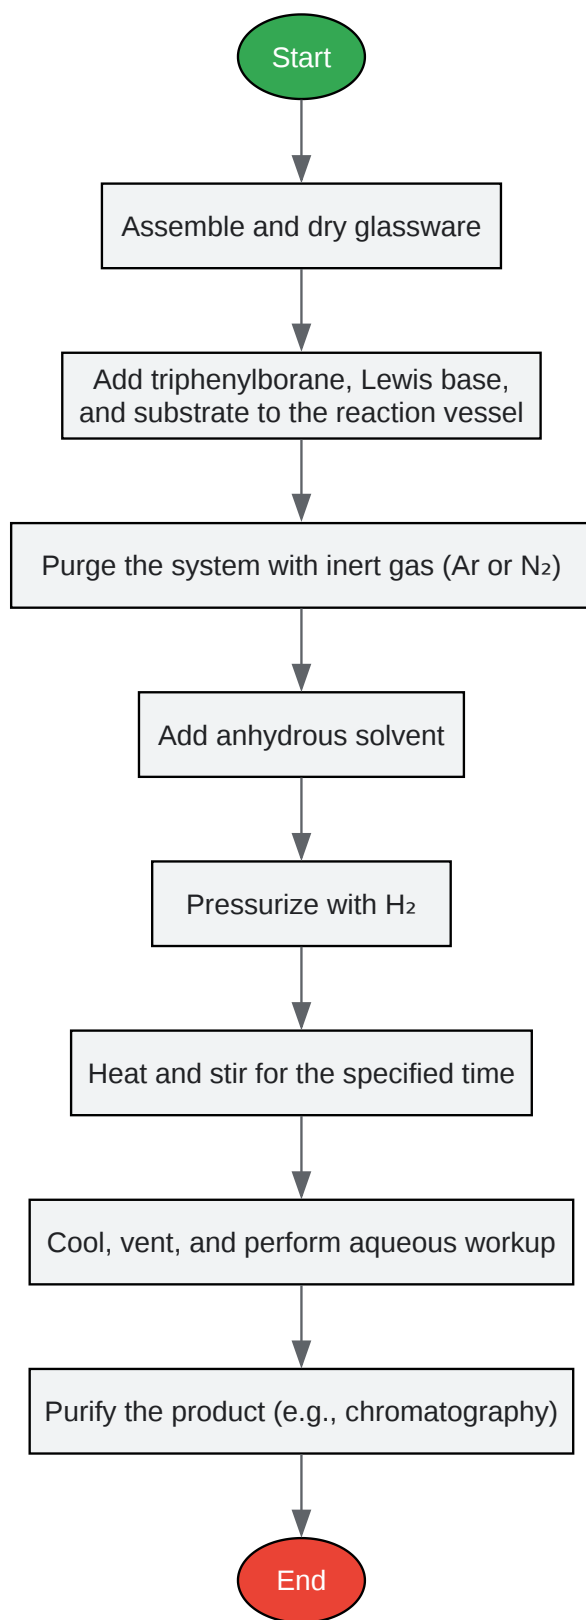 Start
Assemble and dry glassware
Add triphenylborane, Lewis base,
and substrate to the reaction vessel
Purge the system with inert gas (Ar or N₂)
Add anhydrous solvent
Pressurize with H₂
Heat and stir for the specified time
Cool, vent, and perform aqueous workup
Purify the product (e.g., chromatography)
End